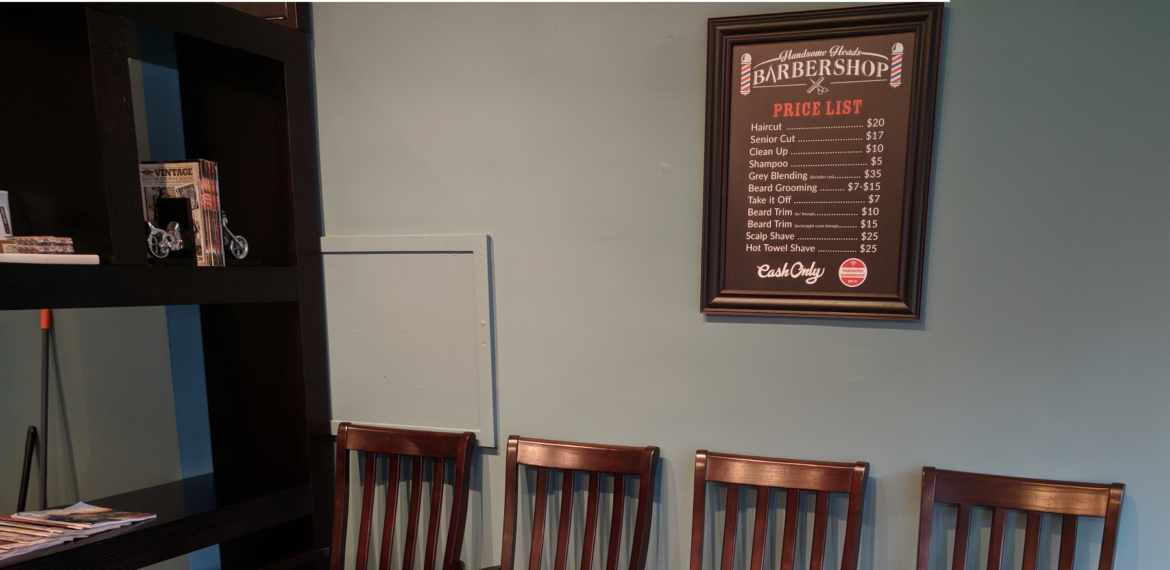 VINTAGE
Handsome Heads
BARBERSHOP
PRICE LIST
Haircut ........................ $20
Senior Cut ........................ $17
Clean Up ........................ $10
Shampoo ........................ $5
Grey Blending ........................ $35
Beard Grooming ........ $7-$15
Take it Off ........................ $7
Beard Trim ........................ $10
Beard Trim ........................ $15
Scalp Shave ........................ $25
Hot Towel Shave ............ $25
Cash Only